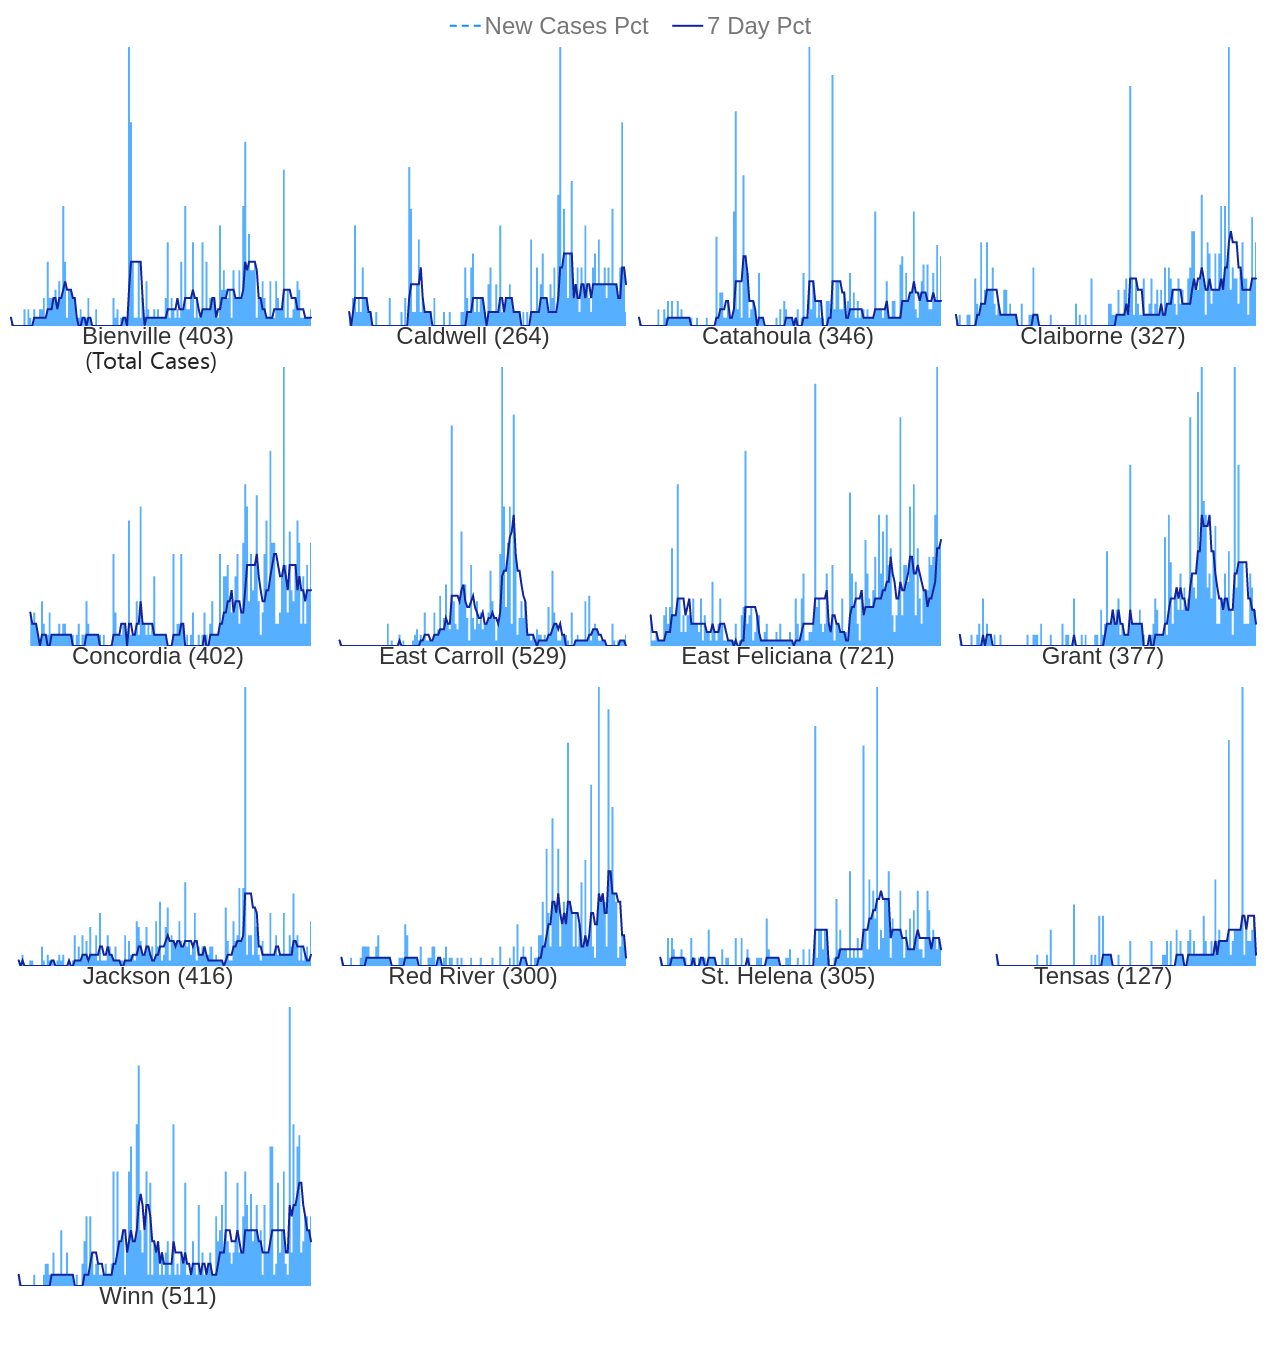 New Cases Pct 7 Day Pct
Bienville (403) Caldwell (264) Catahoula (346) Claiborne (327)
(Total Cases)
Concordia (402) East Carroll (529) East Feliciana (721) Grant (377)
Jackson (416) Red River (300) St. Helena (305) Tensas (127)
Winn (511)